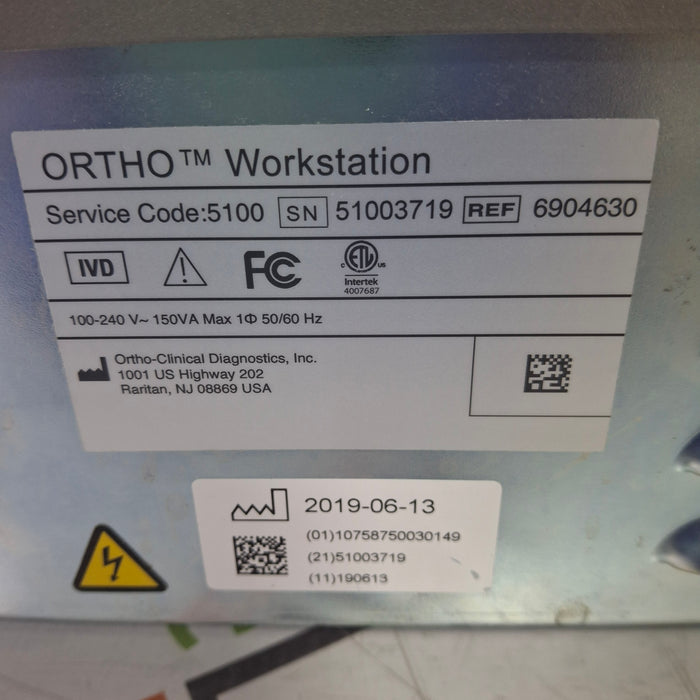 ORTHO™ Workstation
Service Code:5100 SN 51003719 REF 6904630
IVD FC C ETL US
Intertek
4007687
100-240 V~ 150VA Max 1Φ 50/60 Hz
Ortho-Clinical Diagnostics, Inc.
1001 US Highway 202
Raritan, NJ 08869 USA
2019-06-13
(01)10758750030149
(21)51003719
(11)190613